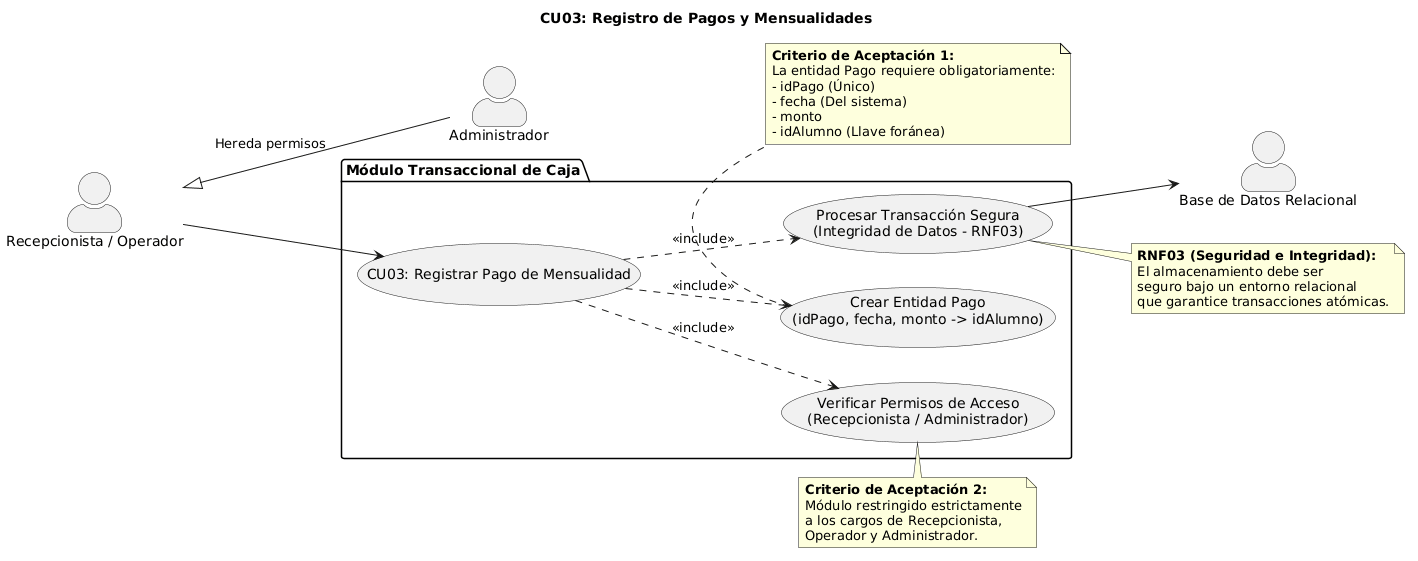 CU03: Registro de Pagos y Mensualidades
Criterio de Aceptación 1:
La entidad Pago requiere obligatoriamente:
- idPago (Único)
- fecha (Del sistema)
- monto
- idAlumno (Llave foránea)
Administrador
Hereda permisos
Recepcionista / Operador
Módulo Transaccional de Caja
CU03: Registrar Pago de Mensualidad
«include»
«include»
«include»
Procesar Transacción Segura
(Integridad de Datos - RNF03)
Crear Entidad Pago
(idPago, fecha, monto -> idAlumno)
Verificar Permisos de Acceso
(Recepcionista / Administrador)
Base de Datos Relacional
RNF03 (Seguridad e Integridad):
El almacenamiento debe ser
seguro bajo un entorno relacional
que garantice transacciones atómicas.
Criterio de Aceptación 2:
Módulo restringido estrictamente
a los cargos de Recepcionista,
Operador y Administrador.